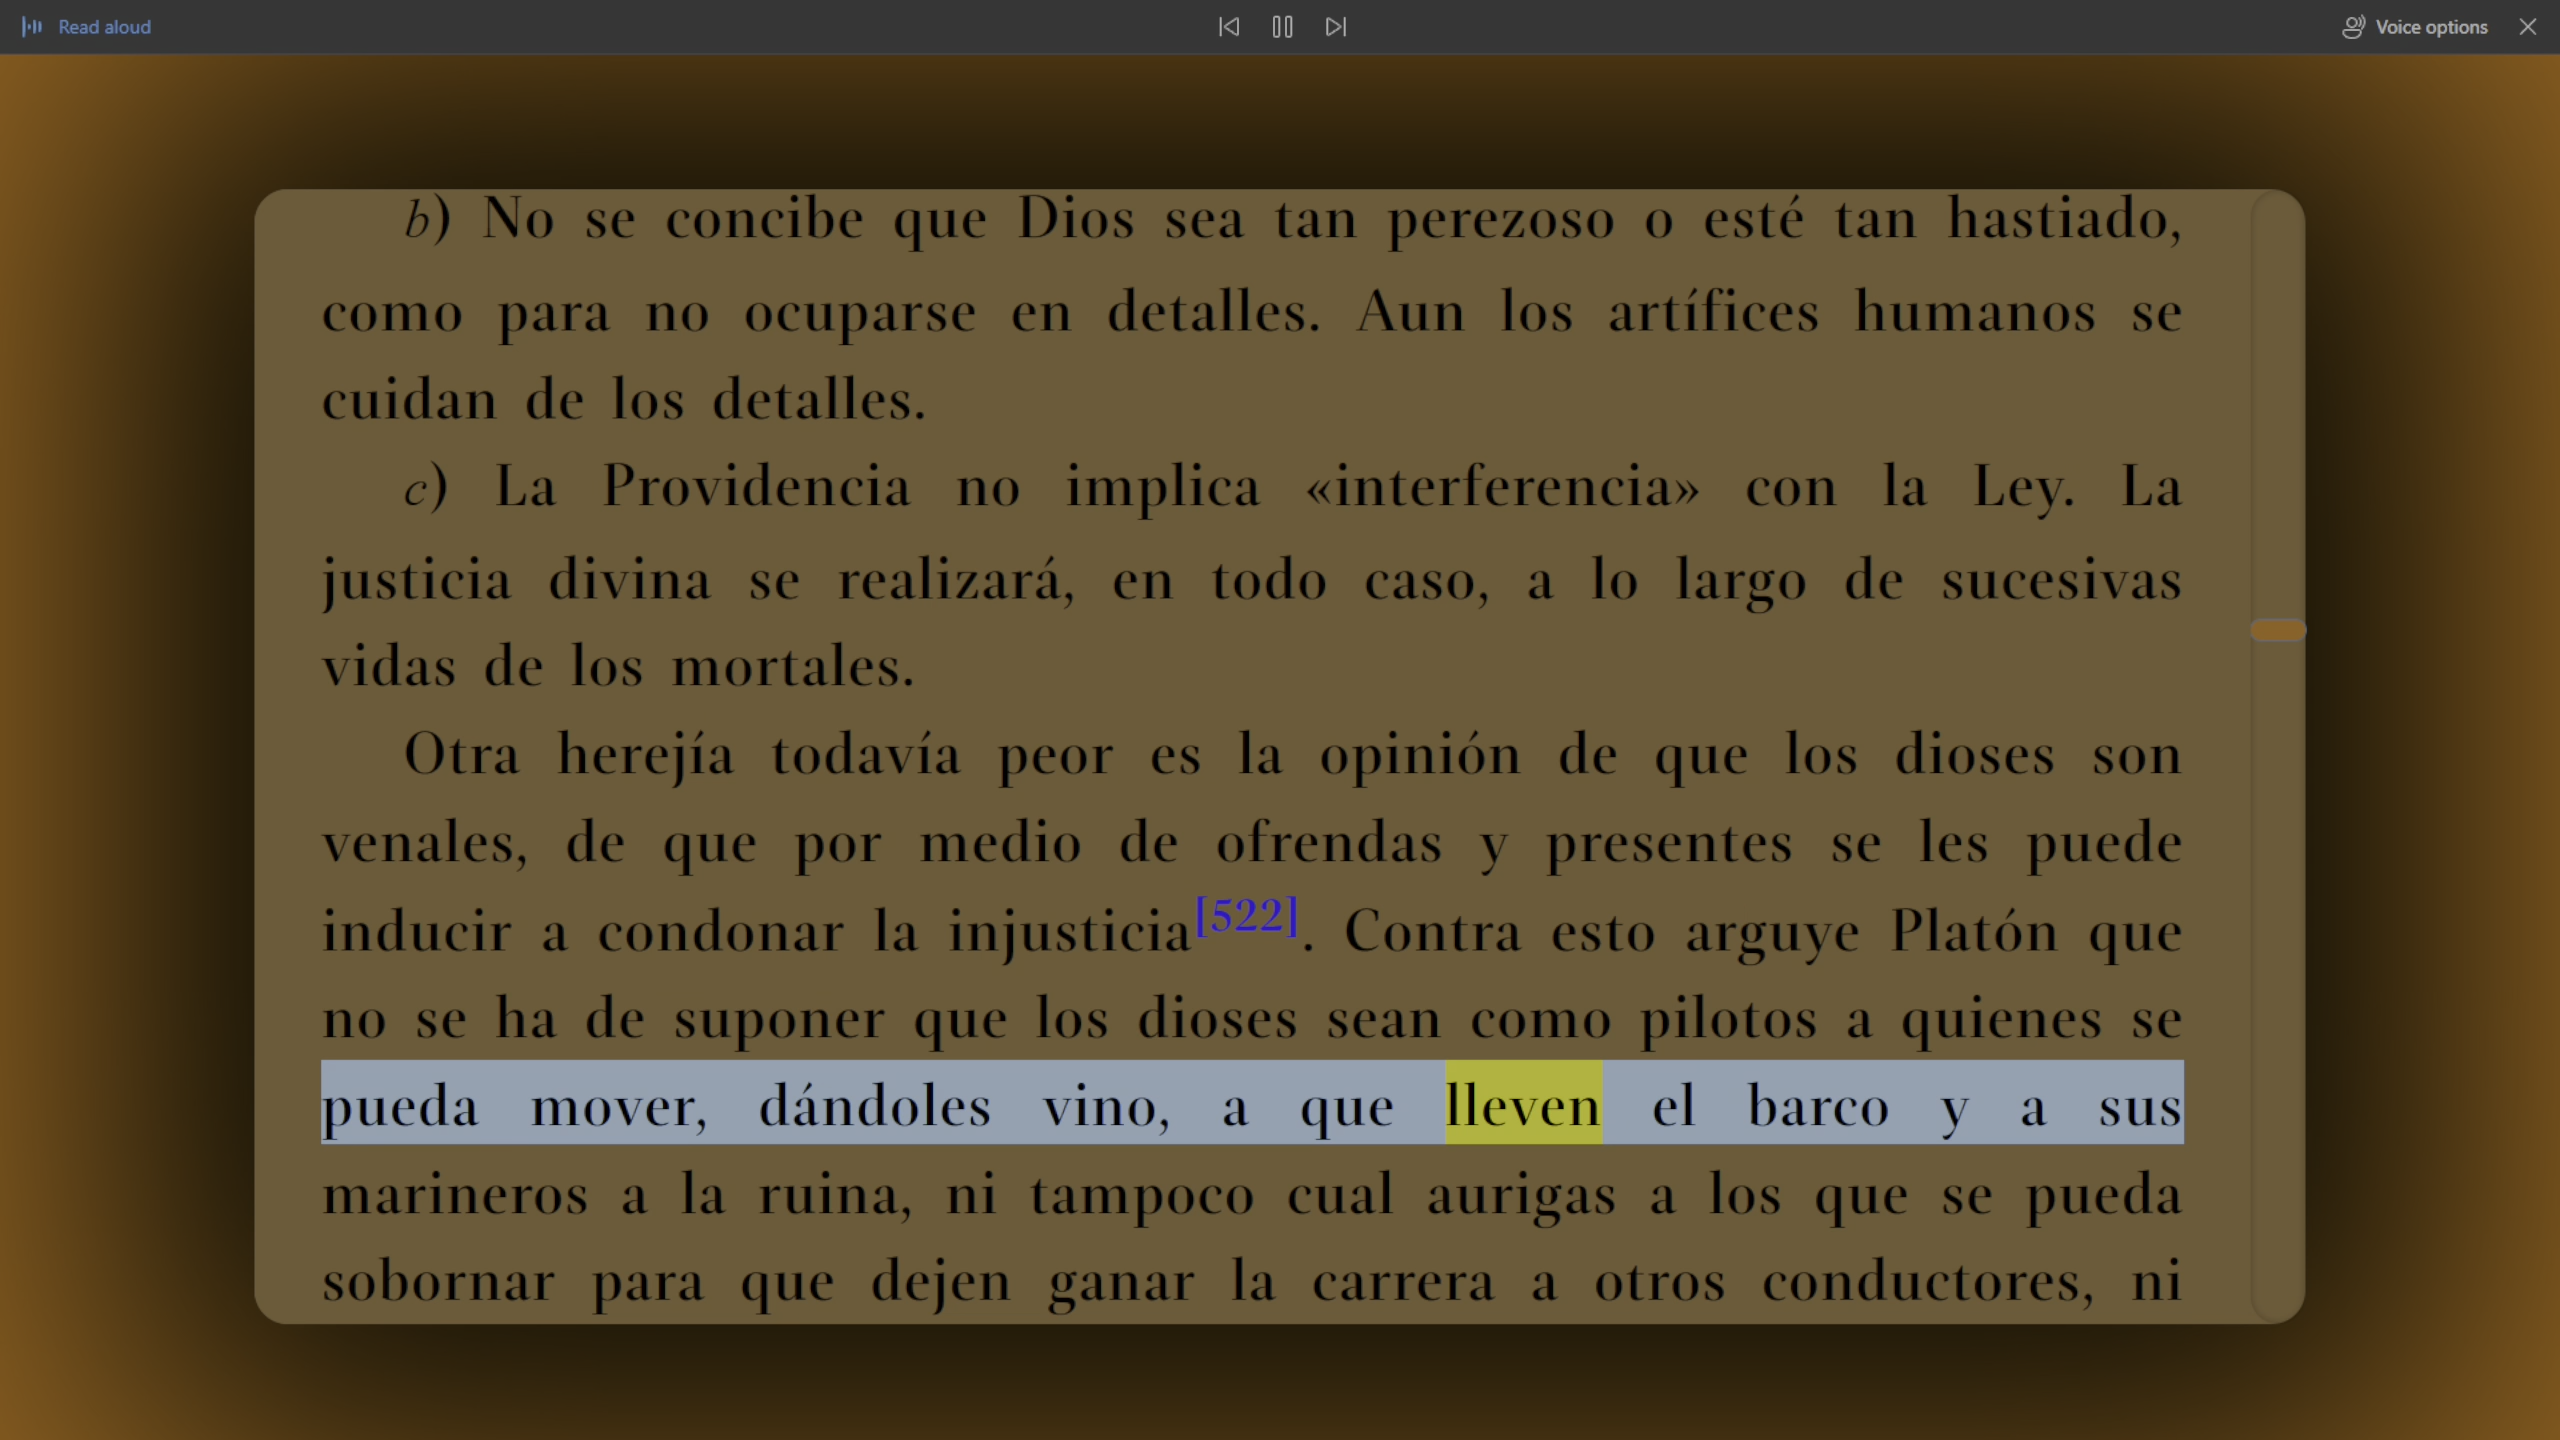 Read aloud
Voice options
b) No se concibe que Dios sea tan perezoso o esté tan hastiado,
como para no ocuparse en detalles. Aun los artífices humanos se
cuidan de los detalles.
c) La Providencia no implica «interferencia» con la Ley. La
justicia divina se realizará, en todo caso, a lo largo de sucesivas
vidas de los mortales.
Otra herejía todavía peor es la opinión de que los dioses son
venales, de que por medio de ofrendas y presentes se les puede
inducir a condonar la injusticia[522]. Contra esto arguye Platón que
no se ha de suponer que los dioses sean como pilotos a quienes se
pueda mover, dándoles vino, a que lleven el barco y a sus
marineros a la ruina, ni tampoco cual aurigas a los que se pueda
sobornar para que dejen ganar la carrera a otros conductores, ni